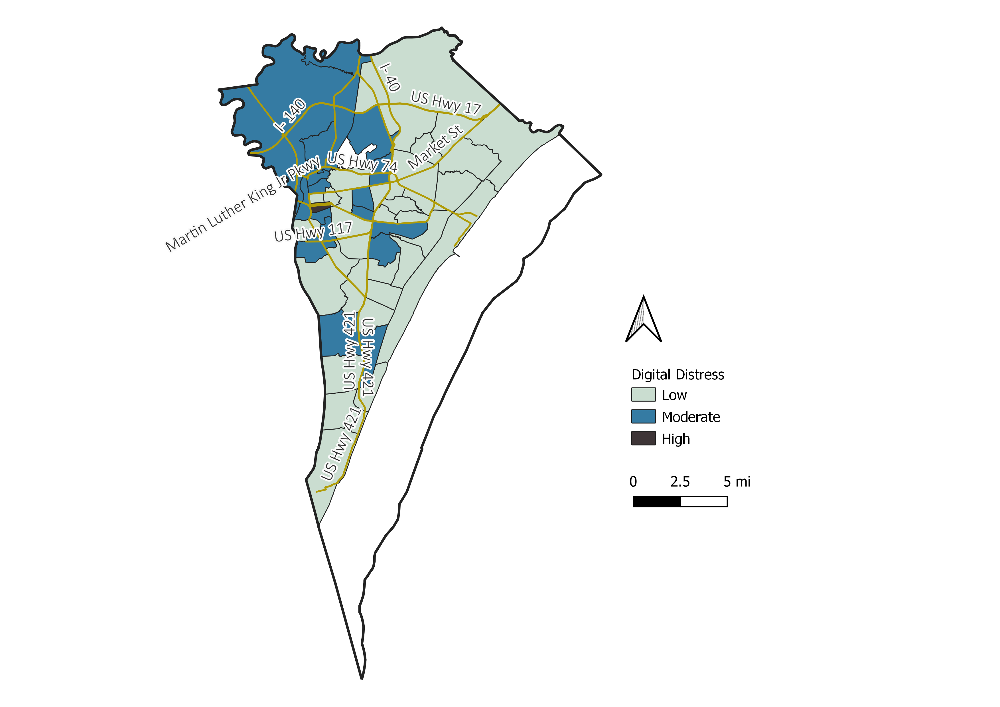 I- 40
US Hwy 17
I- 140
Market St
US Hwy 74
Martin Luther King Jr Pkwy
US Hwy 117
US Hwy 421
US Hwy 421
US Hwy 421
Digital Distress
Low
Moderate
High
0 2.5 5 mi